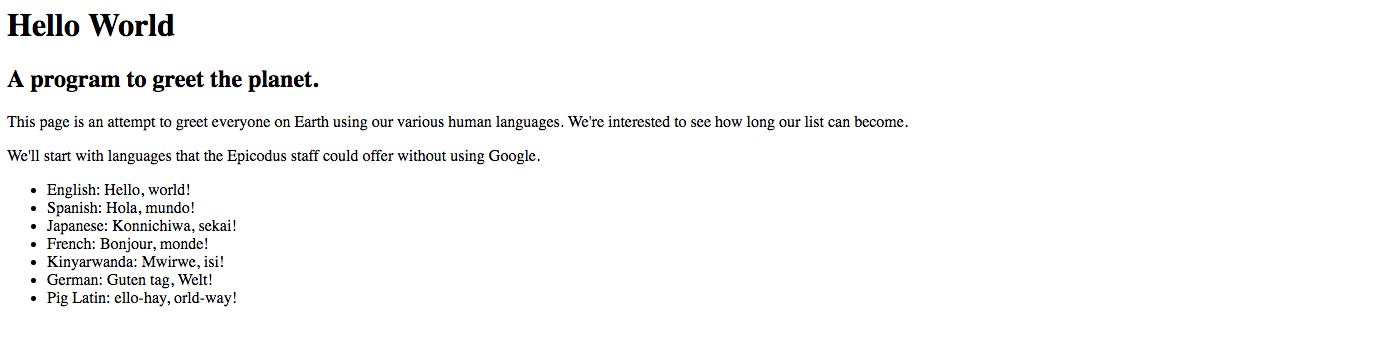 Hello World
A program to greet the planet.
This page is an attempt to greet everyone on Earth using our various human languages. We're interested to see how long our list can become.
We'll start with languages that the Epicodus staff could offer without using Google.
• English: Hello, world!
• Spanish: Hola, mundo!
• Japanese: Konnichiwa, sekai!
• French: Bonjour, monde!
• Kinyarwanda: Mwirwe, isi!
• German: Guten tag, Welt!
• Pig Latin: ello-hay, orld-way!